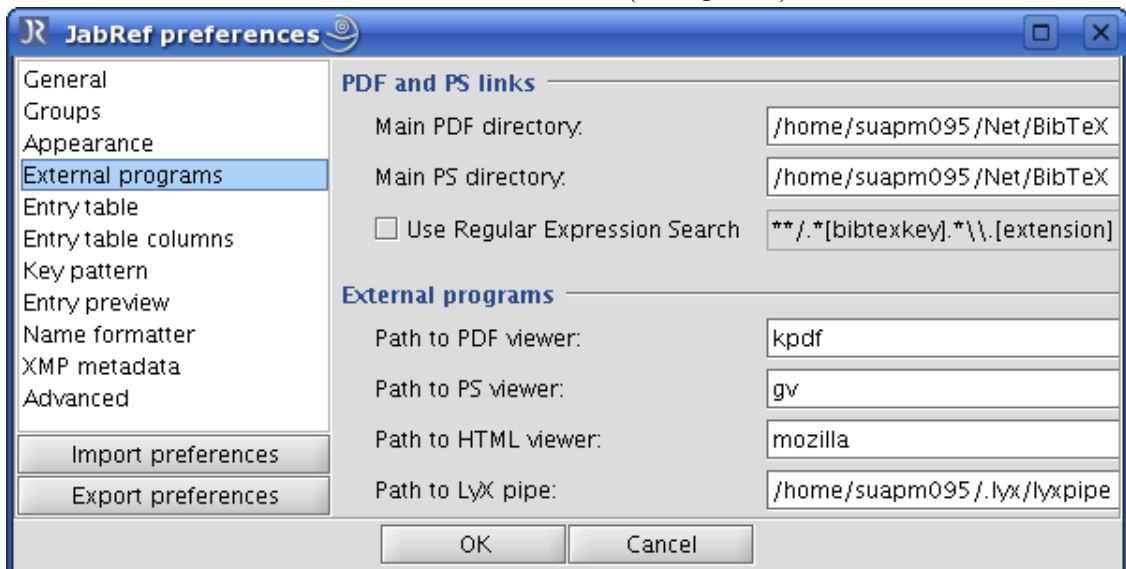 JabRef preferences
General
Groups
Appearance
External programs
Entry table
Entry table columns
Key pattern
Entry preview
Name formatter
XMP metadata
Advanced
Import preferences
Export preferences
PDF and PS links
Main PDF directory: /home/suapm095/Net/BibTeX
Main PS directory: /home/suapm095/Net/BibTeX
Use Regular Expression Search **/.*[bibtexkey].*\\.[extension]
External programs
Path to PDF viewer: kpdf
Path to PS viewer: gv
Path to HTML viewer: mozilla
Path to LyX pipe: /home/suapm095/.lyx/lyxpipe
OK Cancel